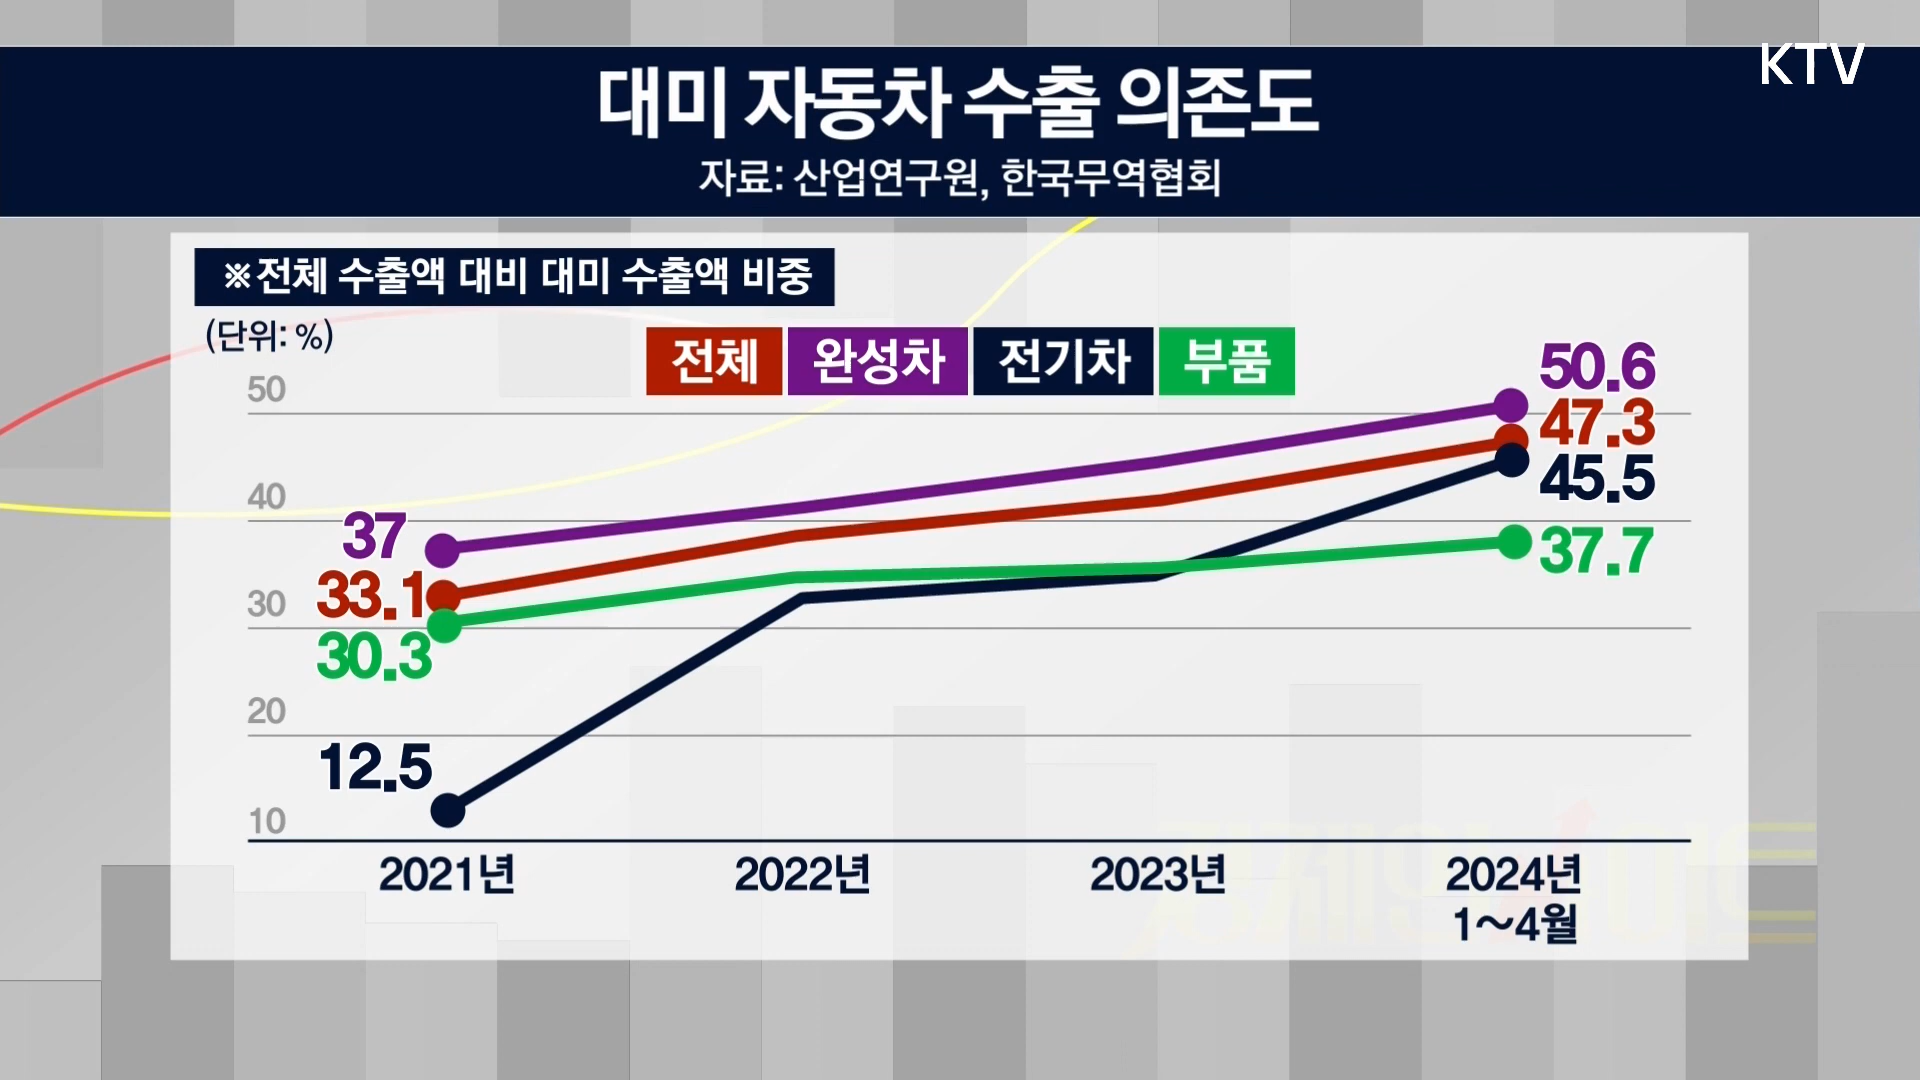 KTV
대미 자동차 수출 의존도
자료: 산업연구원, 한국무역협회
※전체 수출액 대비 대미 수출액 비중
(단위: %)
전체 완성차 전기차 부품
50
40
30
20
10
37
33.1
30.3
12.5
50.6
47.3
45.5
37.7
2021년 2022년 2023년 2024년
1~4월